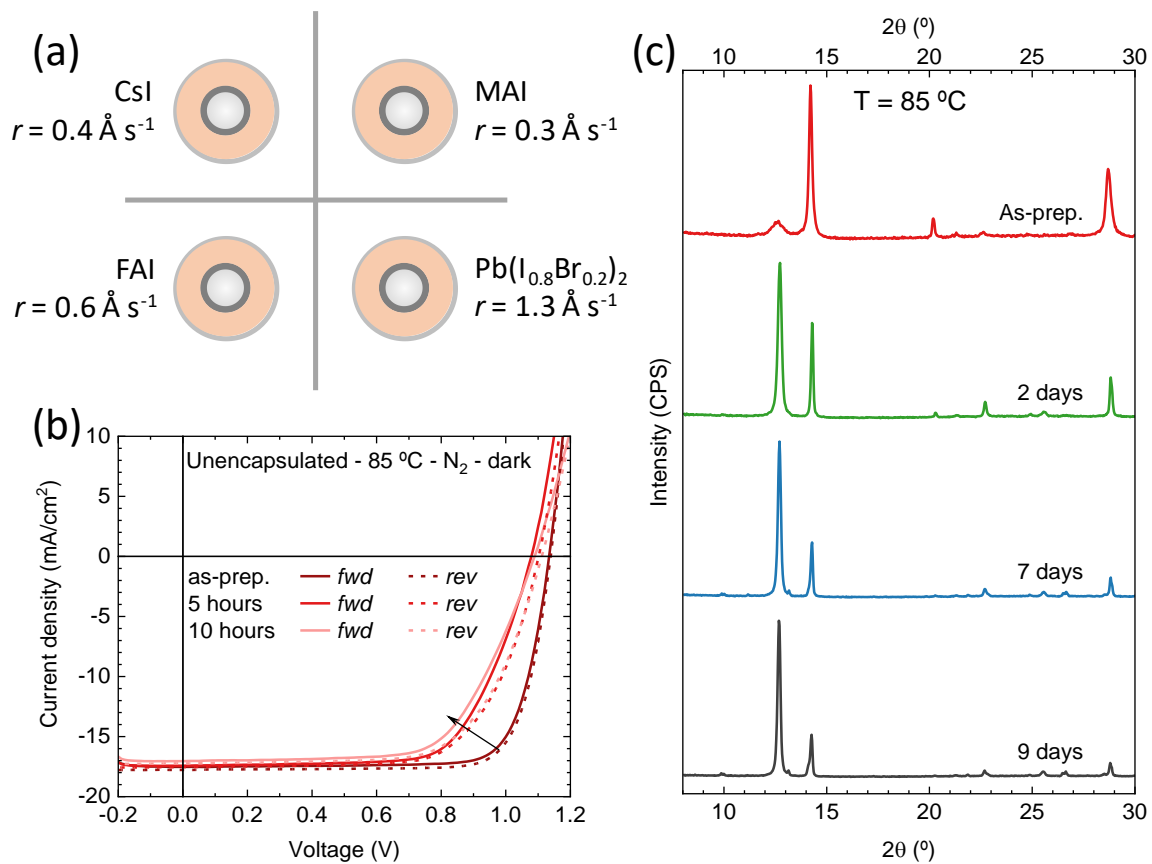 (a)
CsI
r = 0.4 Å s⁻¹
MAI
r = 0.3 Å s⁻¹
FAI
r = 0.6 Å s⁻¹
Pb(I₀.₈Br₀.₂)₂
r = 1.3 Å s⁻¹
(b)
10
5
0
-5
-10
-15
-20
Current density (mA/cm²)
Unencapsulated - 85 ºC - N₂ - dark
as-prep. fwd rev
5 hours fwd rev
10 hours fwd rev
-0.2 0.0 0.2 0.4 0.6 0.8 1.0 1.2
Voltage (V)
(c)
2θ (º)
10 15 20 25 30
T = 85 ºC
As-prep.
2 days
7 days
9 days
Intensity (CPS)
10 15 20 25 30
2θ (º)